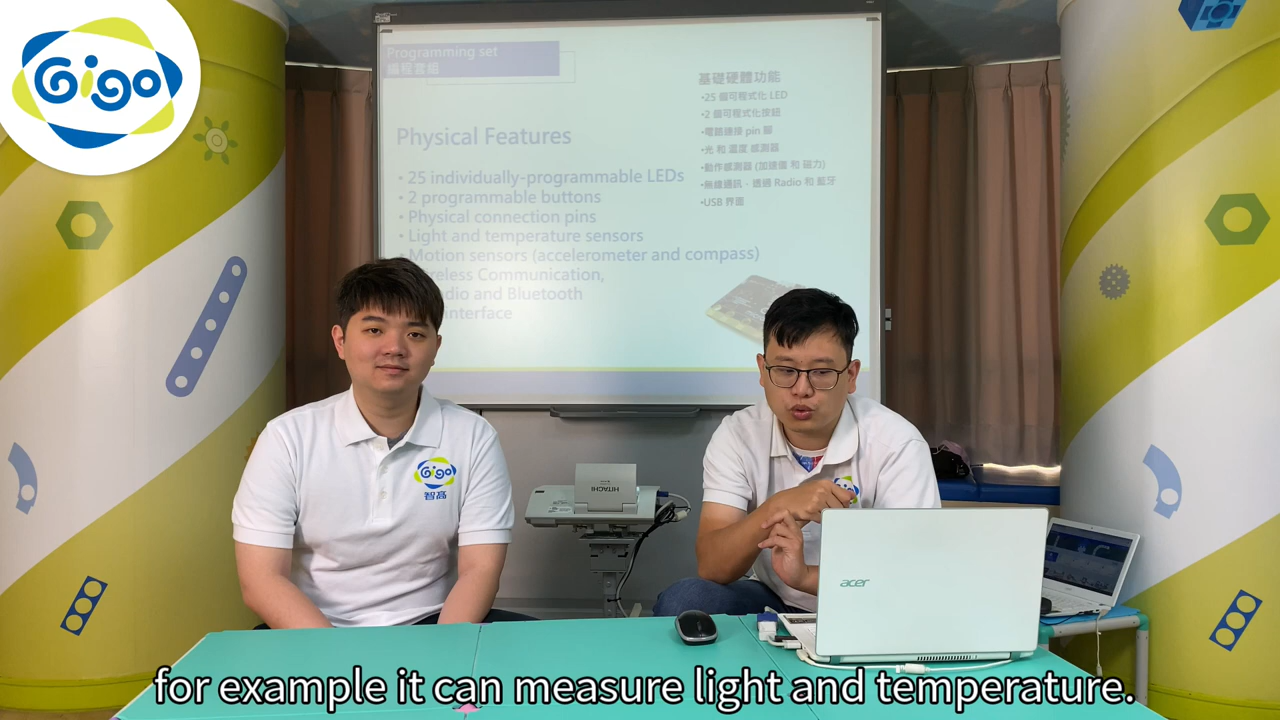 Gigo
Programming set
編程套組
Physical Features
• 25 individually-programmable LEDs
• 2 programmable buttons
• Physical connection pins
• Light and temperature sensors
Motion sensors (accelerometer and compass)
Communication,
and Bluetooth
interface
基礎硬體功能
•25 個可程式化 LED
•2 個可程式化按鈕
•電路連接 pin 腳
•光 和 溫度 感測器
•動作感測器 (加速儀 和 磁力)
•無線通訊、透過 Radio 和 藍牙
•USB 界面
Gigo
智高
HITACHI
Gigo
acer
for example it can measure light and temperature.